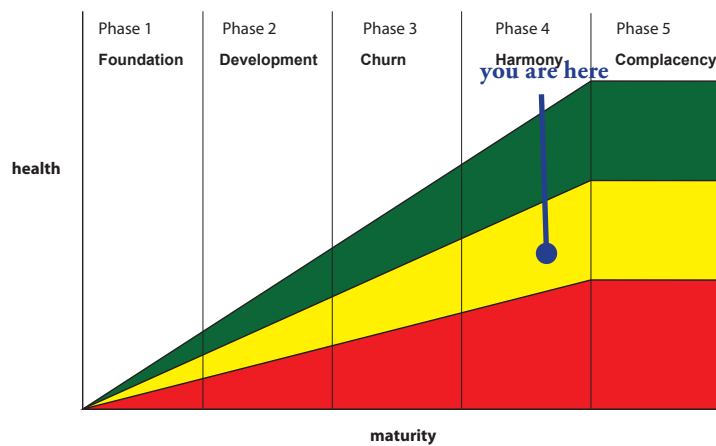 Phase 1
Foundation
Phase 2
Development
Phase 3
Churn
Phase 4
Harmony
Phase 5
Complacency
you are here
health
maturity